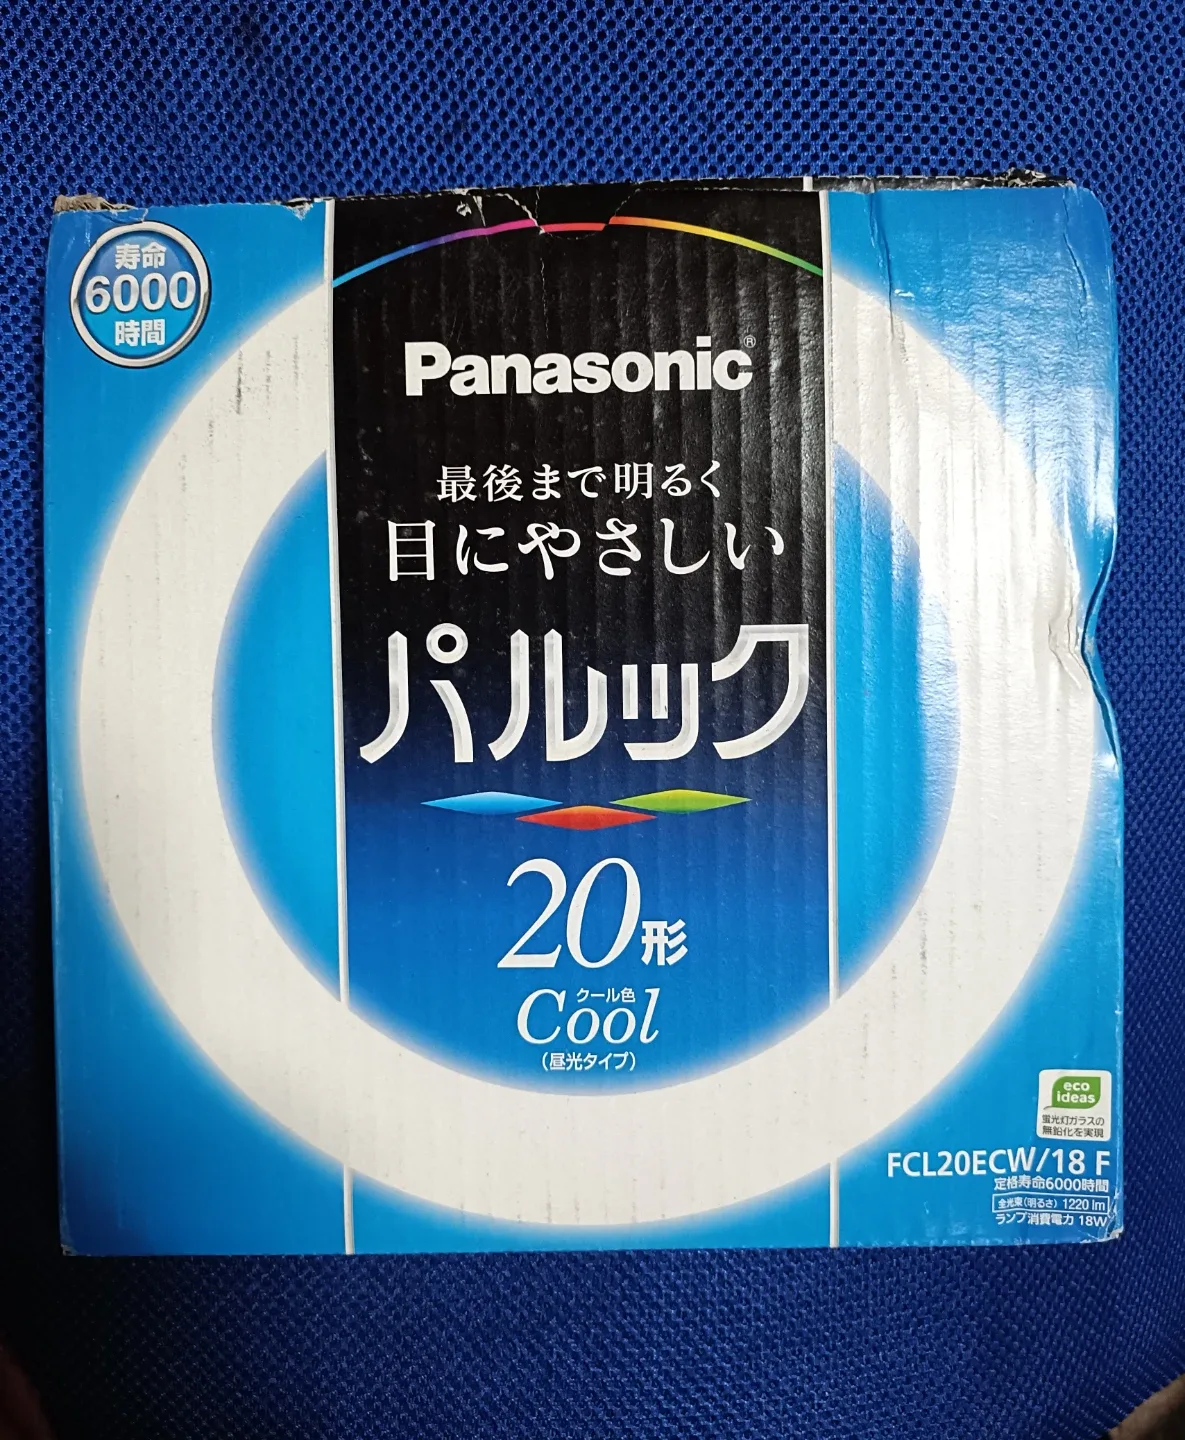 寿命
6000
時間
Panasonic®
最後まで明るく
目にやさしい
パルック
20形
クール色
Cool
(昼光タイプ)
eco
ideas
蛍光灯ガラスの
無鉛化を実現
FCL20ECW/18 F
定格寿命6000時間
全光束(明るさ) 1220 lm
ランプ消費電力 18W